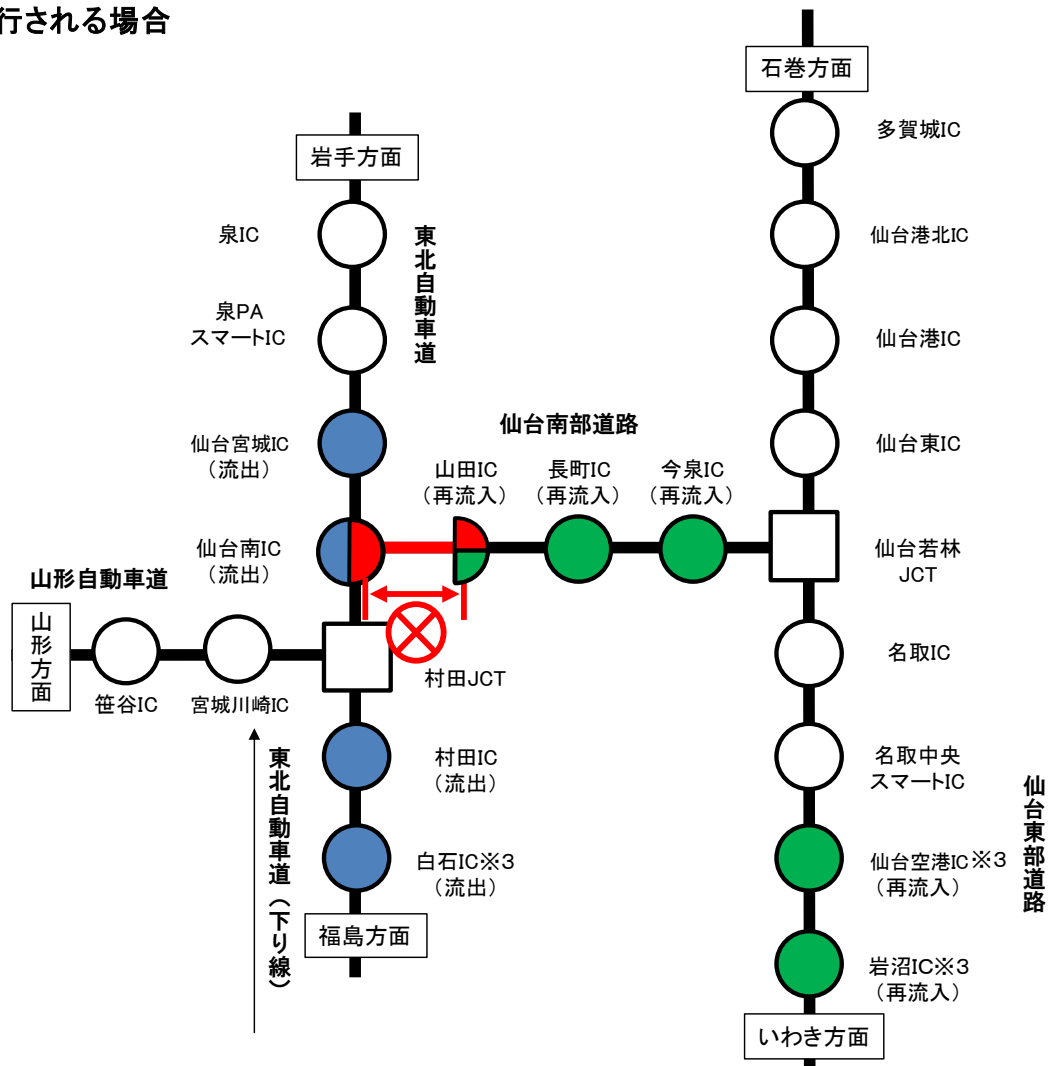 行される場合
石巻方面
多賀城IC
岩手方面
泉IC
東北自動車道
仙台港北IC
泉PA
スマートIC
仙台港IC
仙台南部道路
仙台宮城IC
（流出）
山田IC
（再流入）
長町IC
（再流入）
今泉IC
（再流入）
仙台東IC
仙台南IC
（流出）
仙台若林
JCT
山形自動車道
山形方面
笹谷IC
宮城川崎IC
村田JCT
名取IC
東北自動車道（下り線）
村田IC
（流出）
名取中央
スマートIC
仙台東部道路
白石IC※3
（流出）
仙台空港IC※3
（再流入）
福島方面
岩沼IC※3
（再流入）
いわき方面